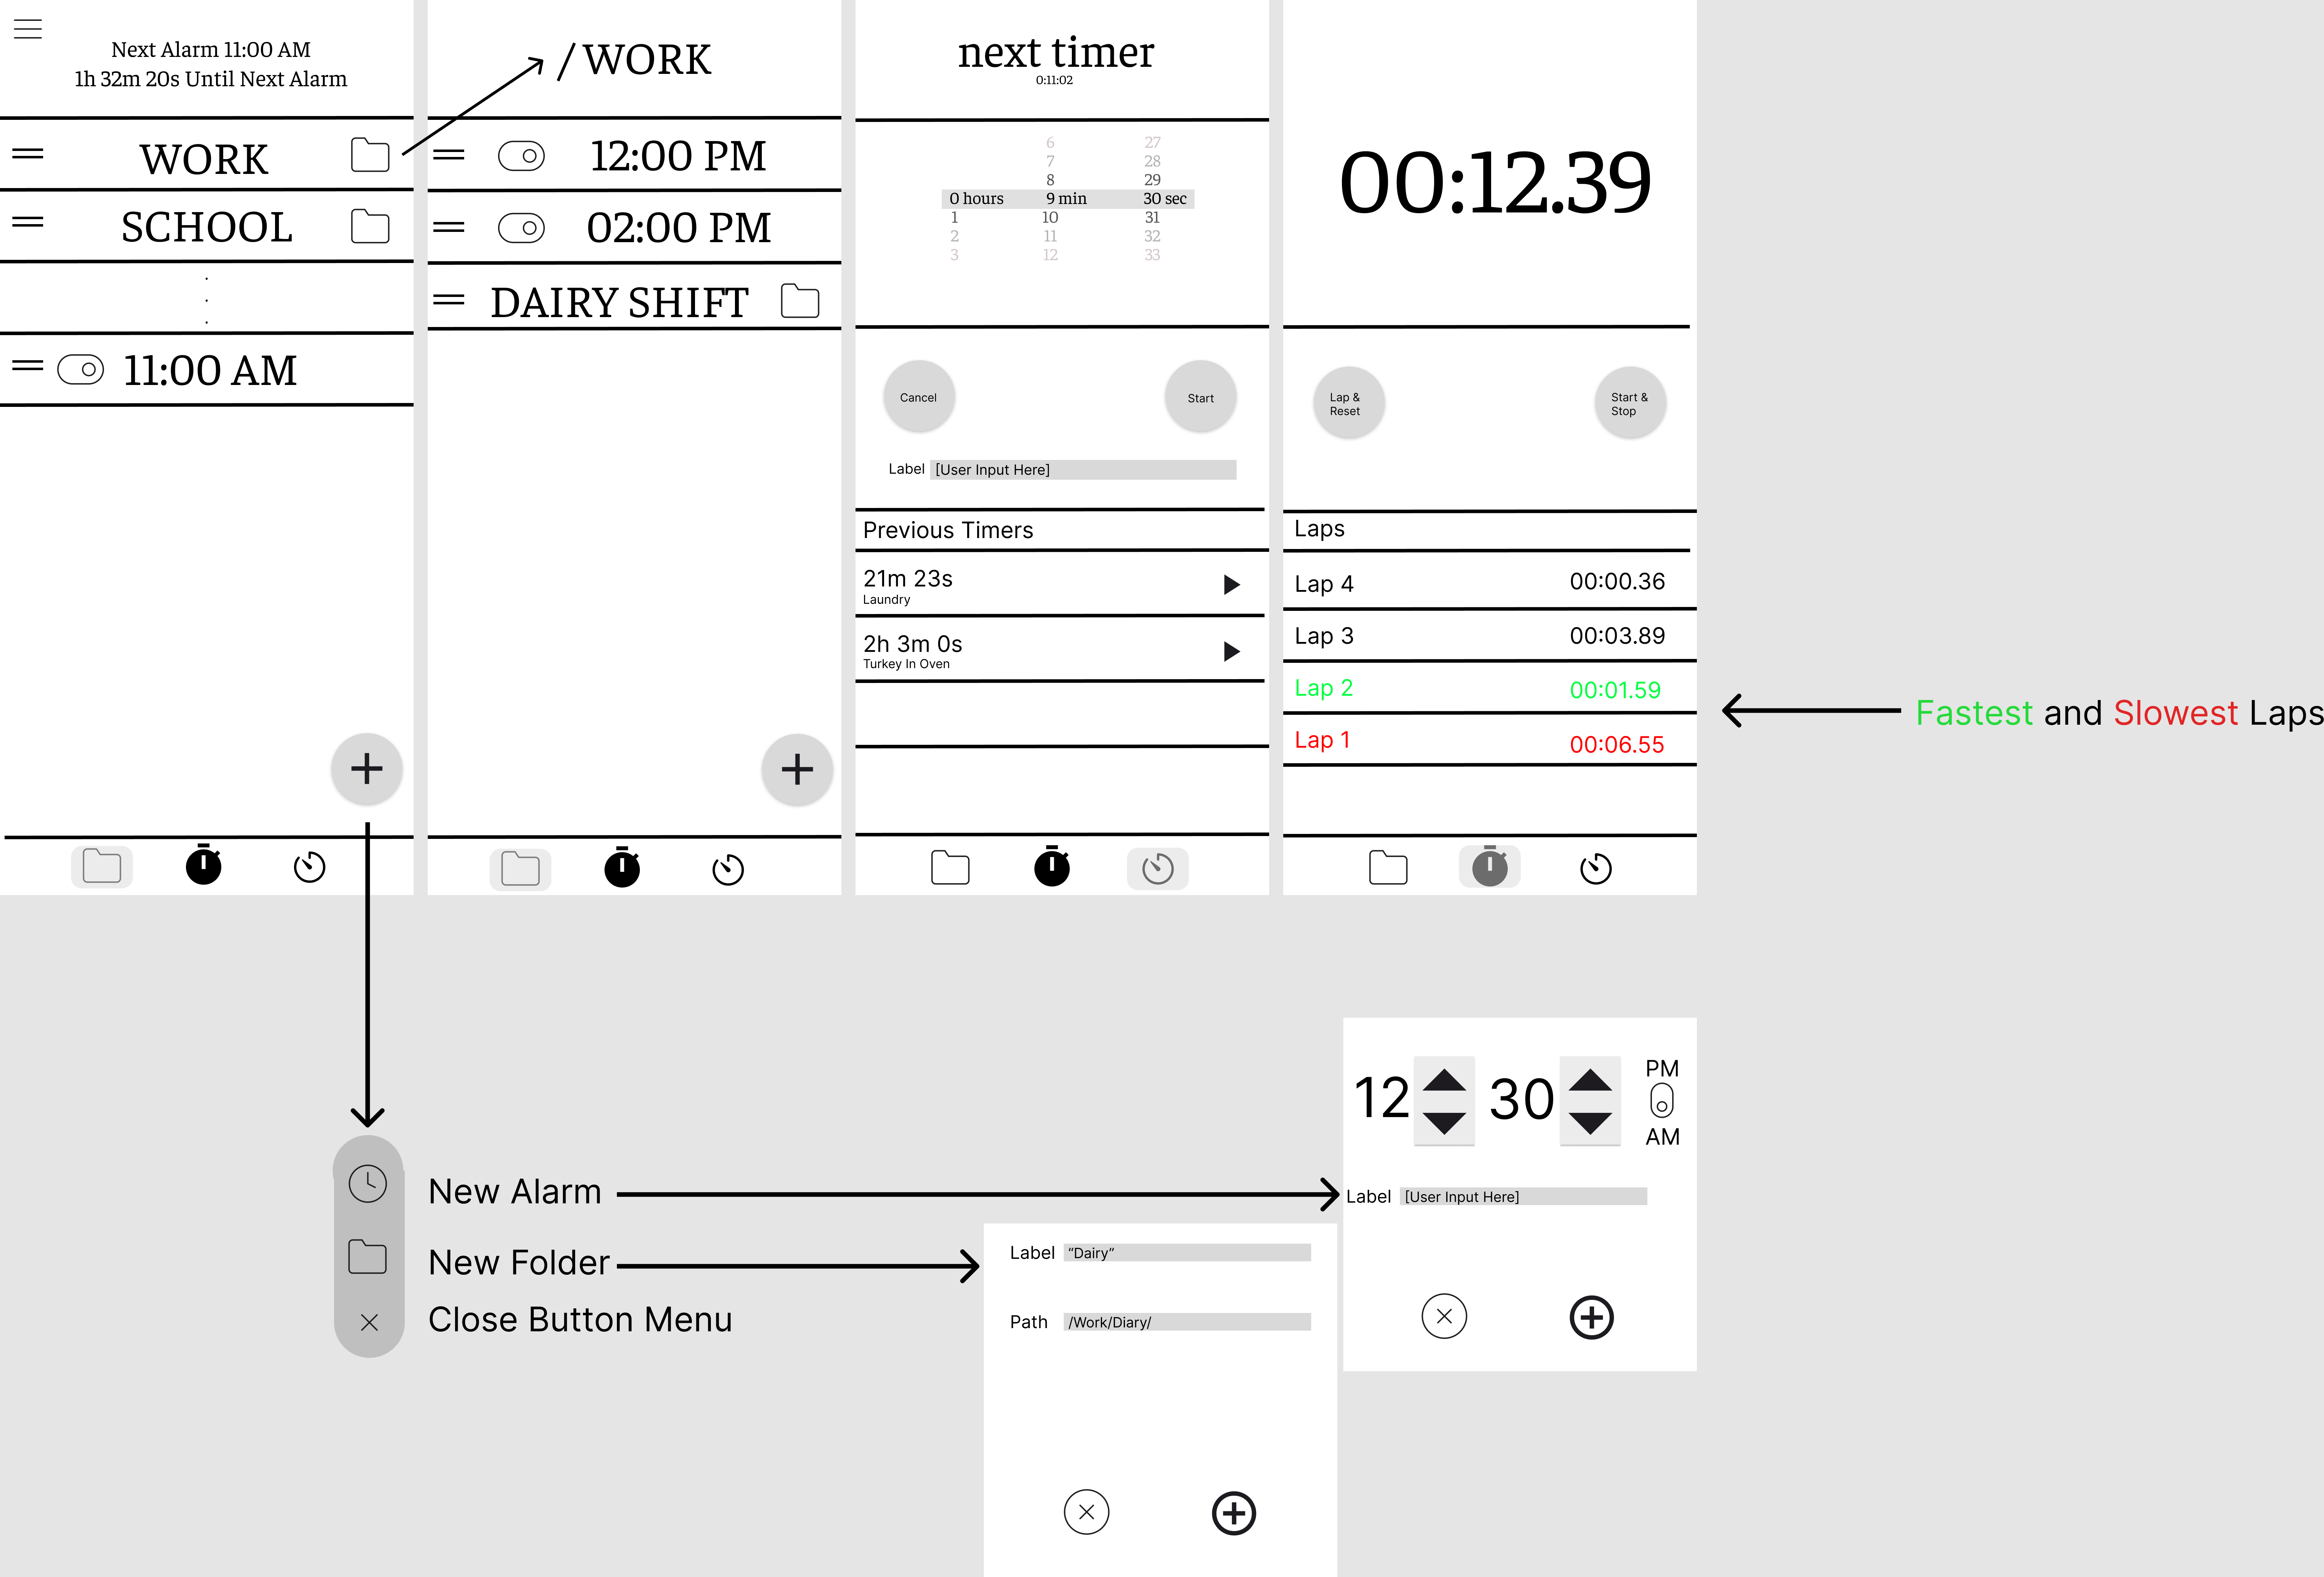 Next Alarm 11:00 AM
1h 32m 20s Until Next Alarm
WORK
SCHOOL
.
.
.
11:00 AM
/ WORK
12:00 PM
02:00 PM
DAIRY SHIFT
next timer
0:11:02
6 27
7 28
8 29
0 hours 9 min 30 sec
1 10 31
2 11 32
3 12 33
Cancel
Start
Label [User Input Here]
Previous Timers
21m 23s
Laundry
2h 3m 0s
Turkey In Oven
00:12.39
Lap &
Reset
Start &
Stop
Laps
Lap 4 00:00.36
Lap 3 00:03.89
Lap 2 00:01.59
Lap 1 00:06.55
Fastest and Slowest Laps
New Alarm
New Folder
Close Button Menu
Label "Dairy"
Path /Work/Diary/
12 30
PM
AM
Label [User Input Here]